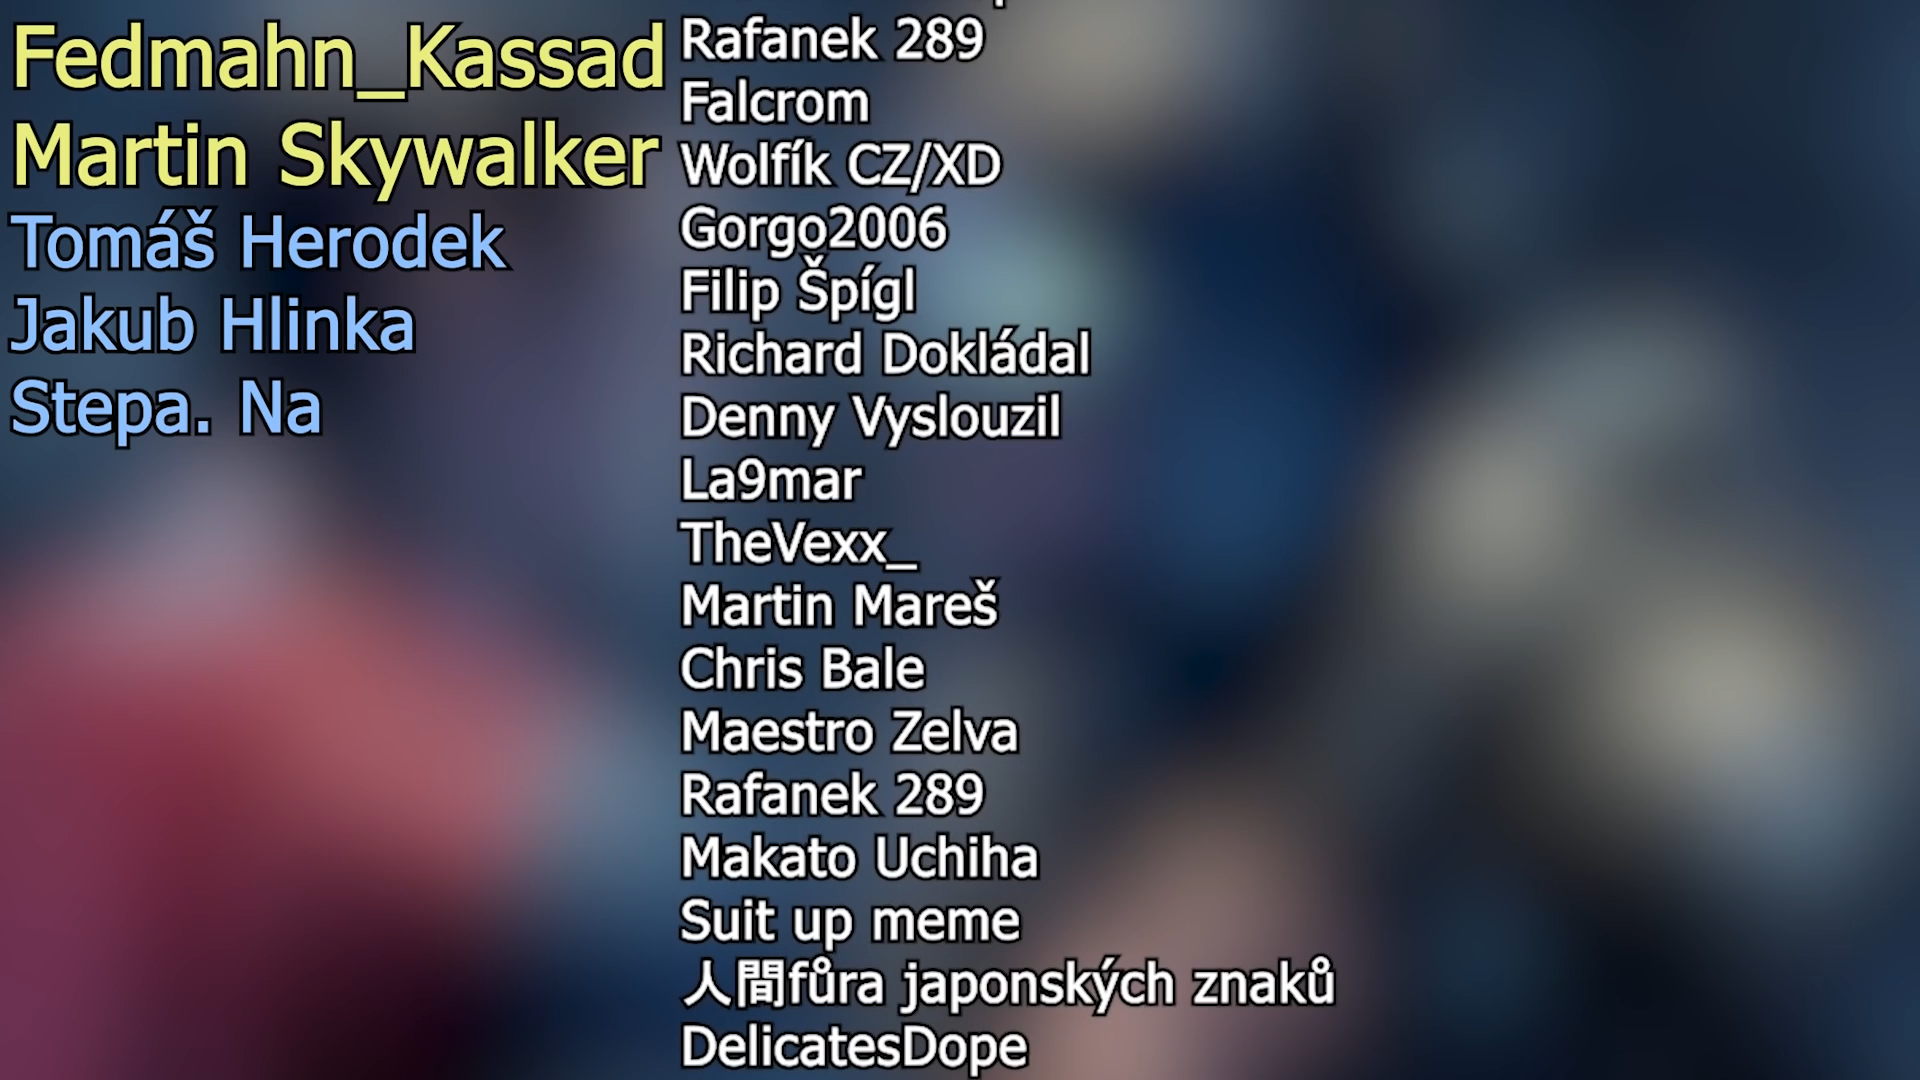 Fedmahn_Kassad
Martin Skywalker
Tomáš Herodek
Jakub Hlinka
Stepa. Na
Rafanek 289
Falcrom
Wolfík CZ/XD
Gorgo2006
Filip Špígl
Richard Dokládal
Denny Vyslouzil
La9mar
TheVexx_
Martin Mareš
Chris Bale
Maestro Zelva
Rafanek 289
Makato Uchiha
Suit up meme
人間fůra japonských znaků
DelicatesDope